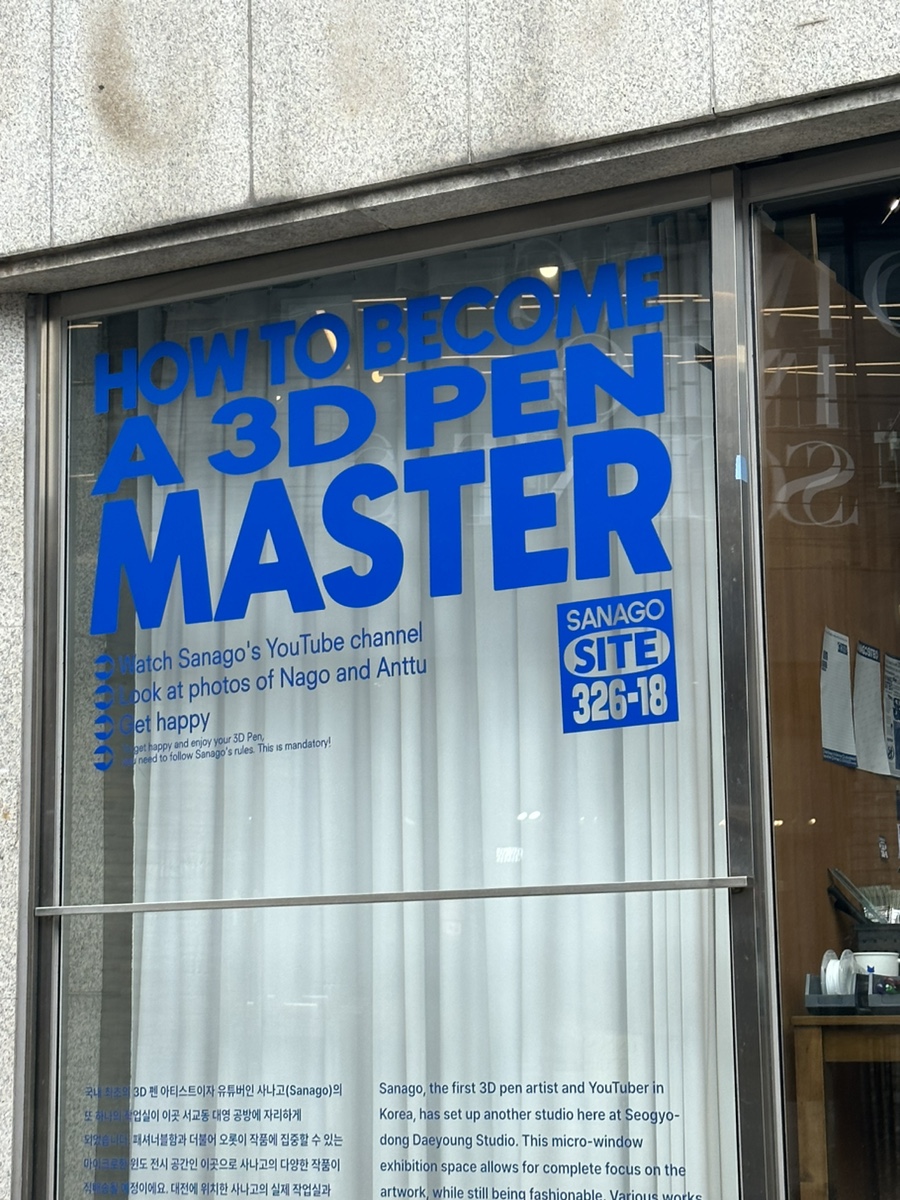 HOW TO BECOME
A 3D PEN
MASTER
Watch Sanago's YouTube channel
Look at photos of Nago and Anttu
Get happy
get happy and enjoy your 3D Pen,
need to follow Sanago's rules. This is mandatory!
SANAGO
SITE
326-18
국내 최초의 3D 펜 아티스트이자 유튜버인 사나고(Sanago)의
또 하나의 작업실이 이곳 서교동 대영 공방에 자리하게
되었습니다. 패셔너블함과 더불어 오롯이 작품에 집중할 수 있는
마이크로한 윈도 전시 공간인 이곳으로 사나고의 다양한 작품이
예정이에요. 대전에 위치한 사나고의 실제 작업실과
Sanago, the first 3D pen artist and YouTuber in
Korea, has set up another studio here at Seogyo-
dong Daeyoung Studio. This micro-window
exhibition space allows for complete focus on the
artwork, while still being fashionable. Various works